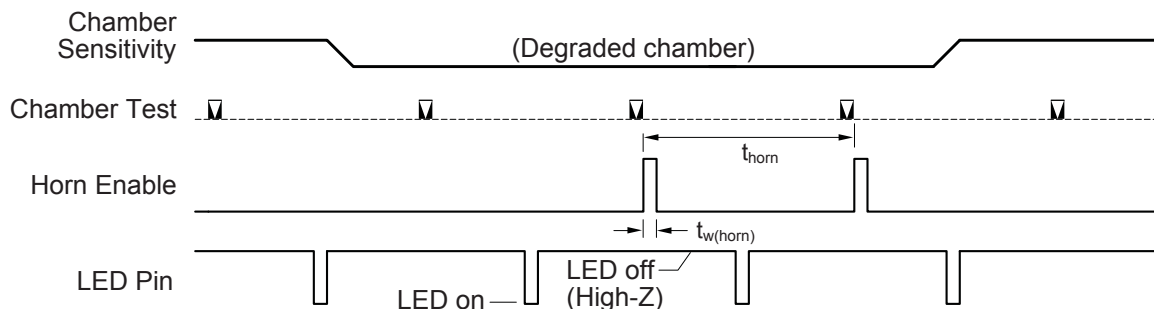 Chamber
Sensitivity
(Degraded chamber)
Chamber Test
t_horn
Horn Enable
t_w(horn)
LED Pin
LED off
(High-Z)
LED on